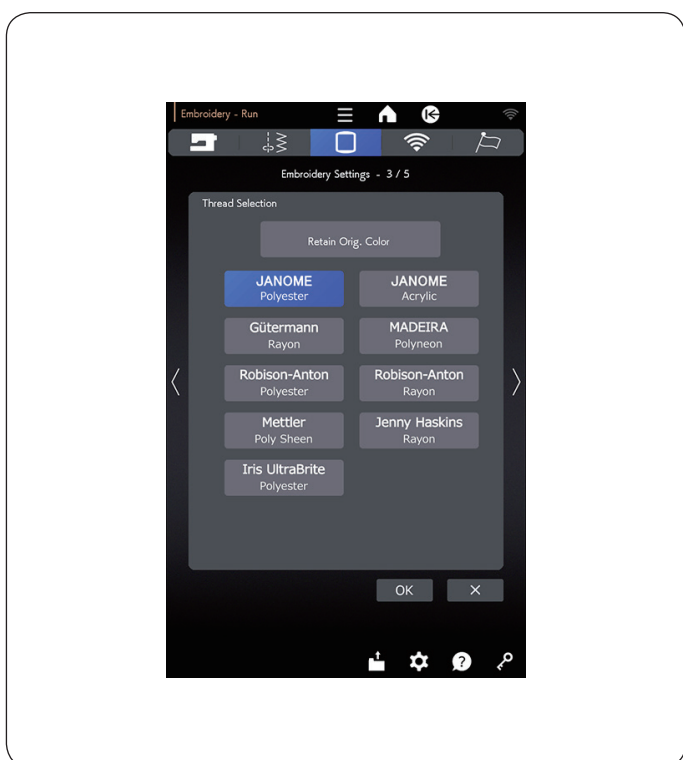 Embroidery - Run
Embroidery Settings - 3 / 5
Thread Selection
Retain Orig. Color
JANOME
Polyester
JANOME
Acrylic
Gütermann
Rayon
MADEIRA
Polyneon
Robison-Anton
Polyester
Robison-Anton
Rayon
Mettler
Poly Sheen
Jenny Haskins
Rayon
Iris UltraBrite
Polyester
OK